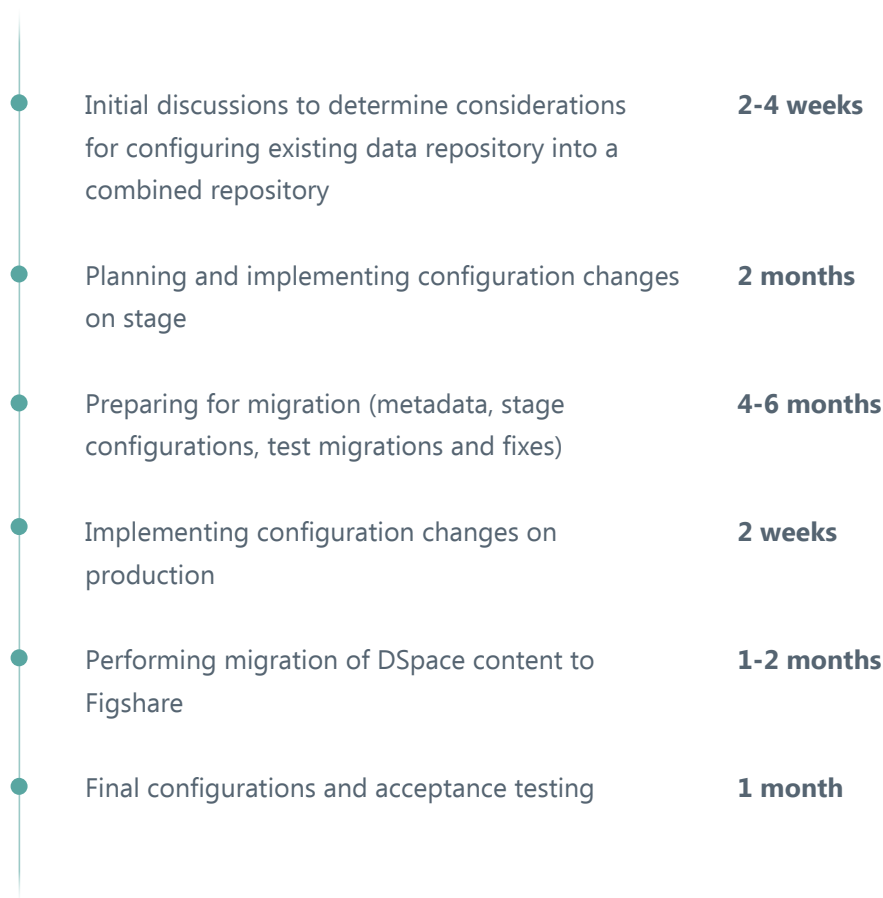 Initial discussions to determine considerations 2-4 weeks
for configuring existing data repository into a
combined repository
Planning and implementing configuration changes 2 months
on stage
Preparing for migration (metadata, stage 4-6 months
configurations, test migrations and fixes)
Implementing configuration changes on 2 weeks
production
Performing migration of DSpace content to 1-2 months
Figshare
Final configurations and acceptance testing 1 month